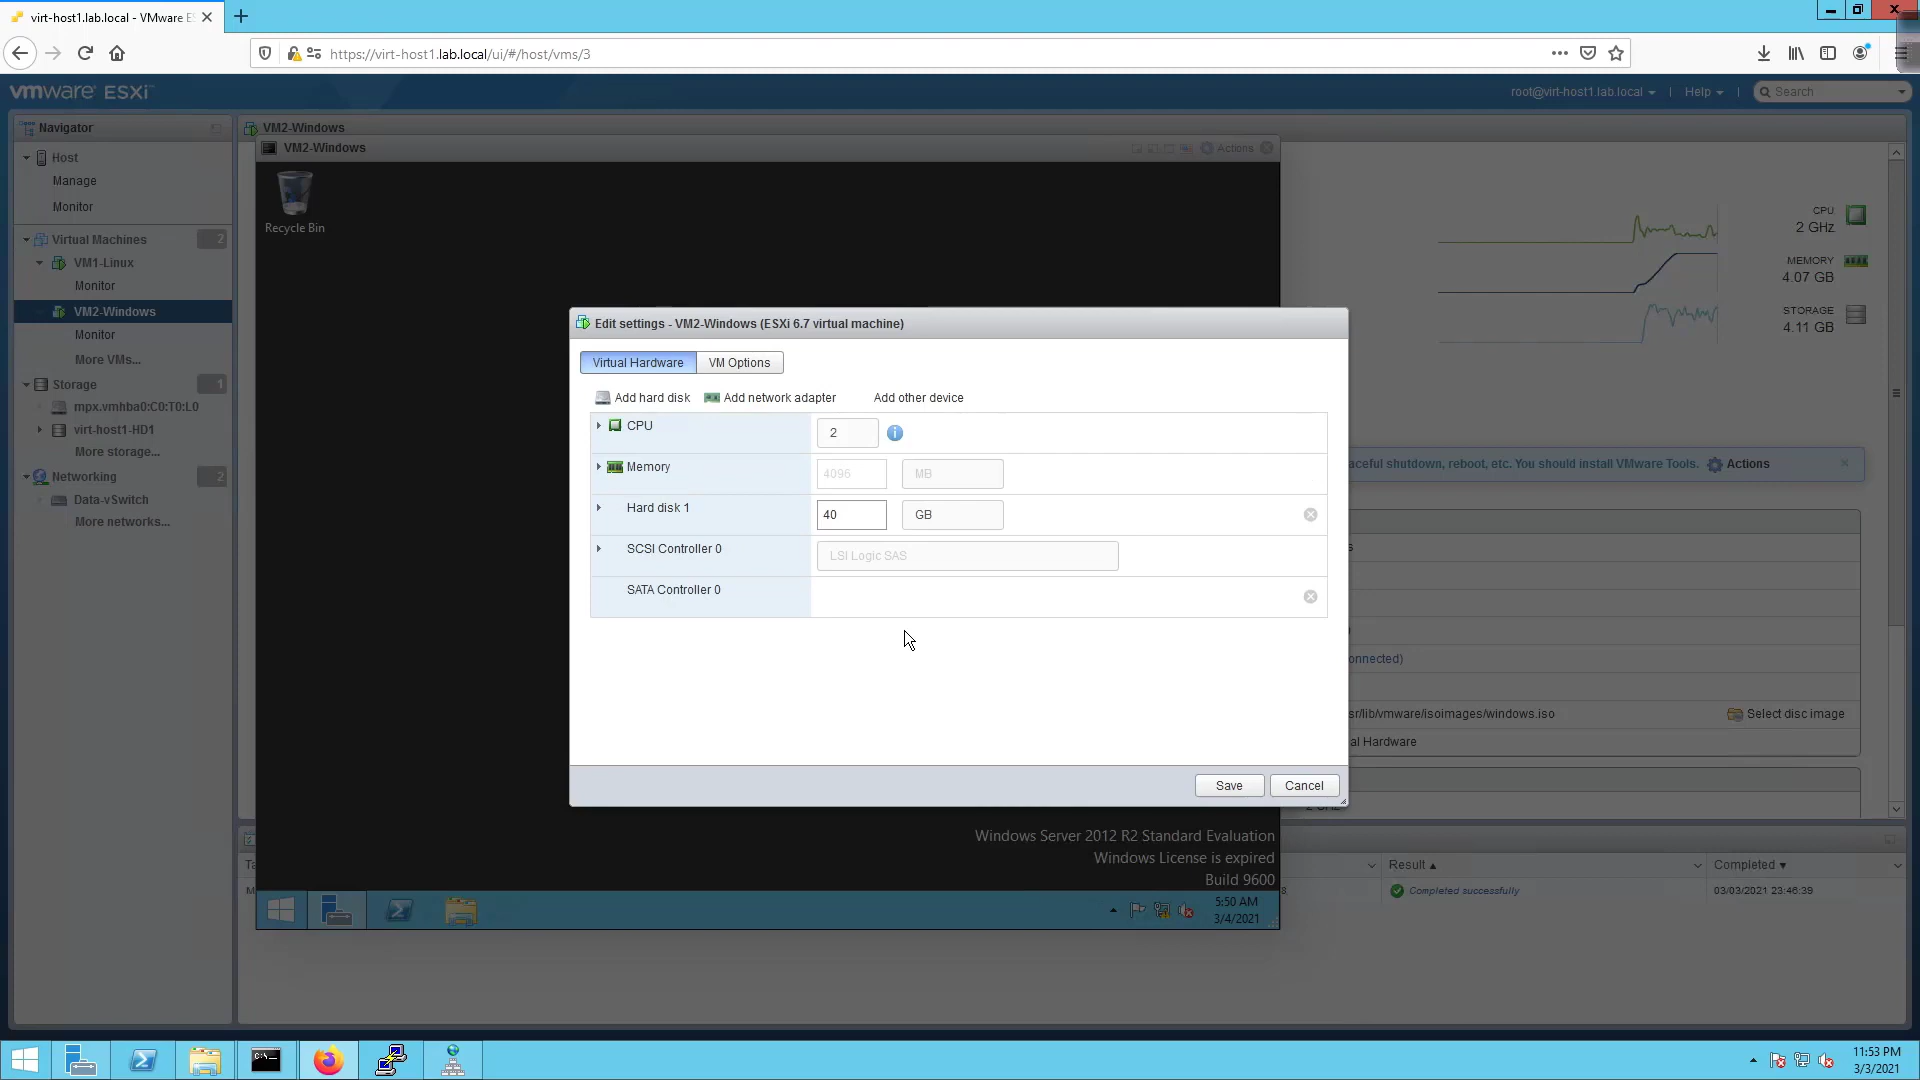 virt-host1.lab.local - VMware ES
https://virt-host1.lab.local/ui/#/host/vms/3
vmware ESXi
root@virt-host1.lab.local
Help
Search
Navigator
Host
Manage
Monitor
Virtual Machines
2
VM1-Linux
Monitor
VM2-Windows
Monitor
More VMs...
Storage
1
mpx.vmhba0:C0:T0:L0
virt-host1-HD1
More storage...
Networking
2
Data-vSwitch
More networks...
VM2-Windows
VM2-Windows
Actions
Recycle Bin
CPU
2 GHz
MEMORY
4.07 GB
STORAGE
4.11 GB
Edit settings - VM2-Windows (ESXi 6.7 virtual machine)
Virtual Hardware
VM Options
Add hard disk
Add network adapter
Add other device
CPU
2
Memory
4096
MB
Hard disk 1
40
GB
SCSI Controller 0
LSI Logic SAS
SATA Controller 0
Save
Cancel
aceful shutdown, reboot, etc. You should install VMware Tools.
Actions
onnected)
sr/lib/vmware/isoimages/windows.iso
Select disc image
al Hardware
Windows Server 2012 R2 Standard Evaluation
Windows License is expired
Build 9600
5:50 AM
3/4/2021
Result
Completed
Completed successfully
03/03/2021 23:46:39
11:53 PM
3/3/2021